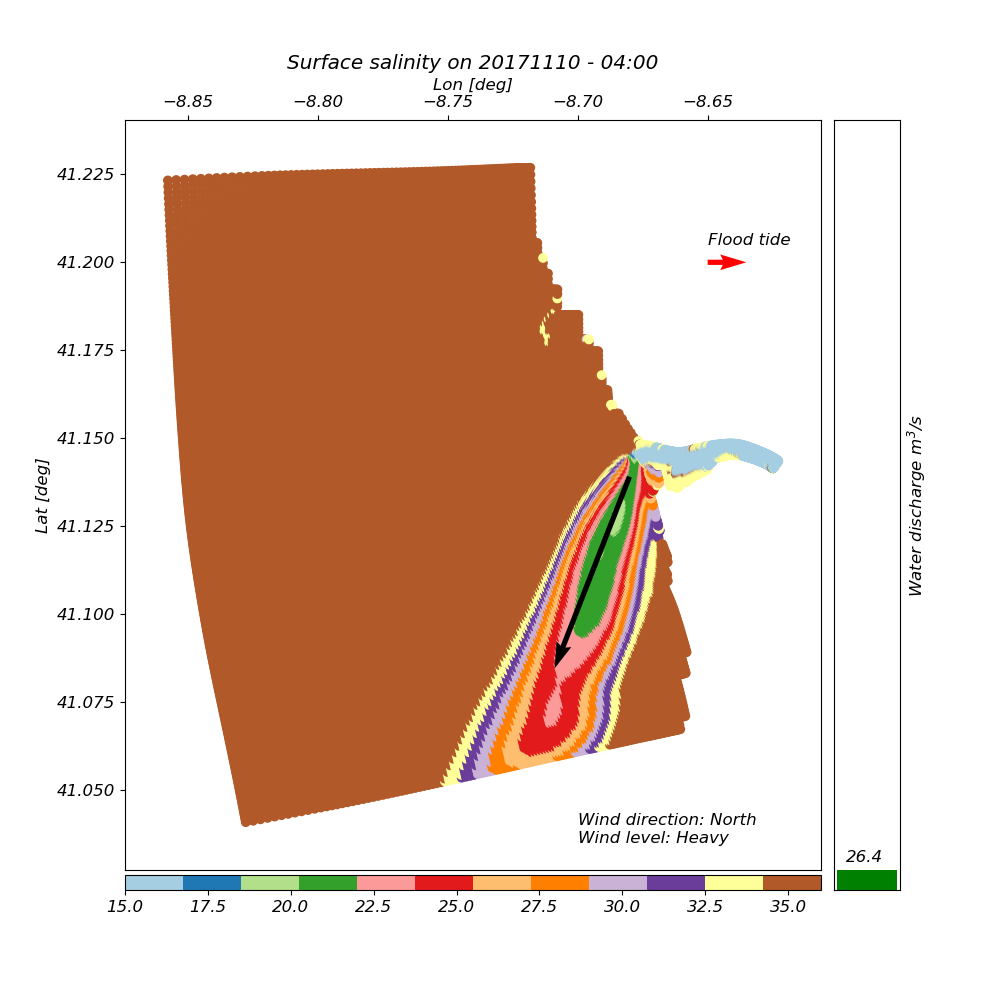 Surface salinity on 20171110 - 04:00
Lon [deg]
−8.85 −8.80 −8.75 −8.70 −8.65
41.225
41.200
41.175
41.150
41.125
41.100
41.075
41.050
Lat [deg]
Flood tide
Wind direction: North
Wind level: Heavy
Water discharge m³/s
26.4
15.0 17.5 20.0 22.5 25.0 27.5 30.0 32.5 35.0